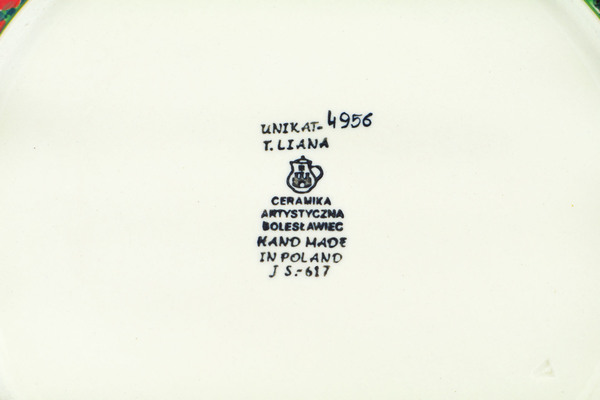 UNIKAT-4956
T. LIANA
CERAMIKA
ARTYSTYCZNA
BOLESŁAWIEC
HAND MADE
IN POLAND
J S.-617